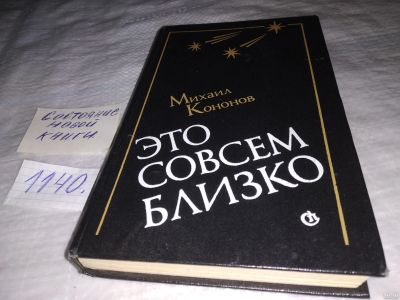 Михаил
Кононов
ЭТО
СОВСЕМ
БЛИЗКО
Состояние
новой
книги
1140.